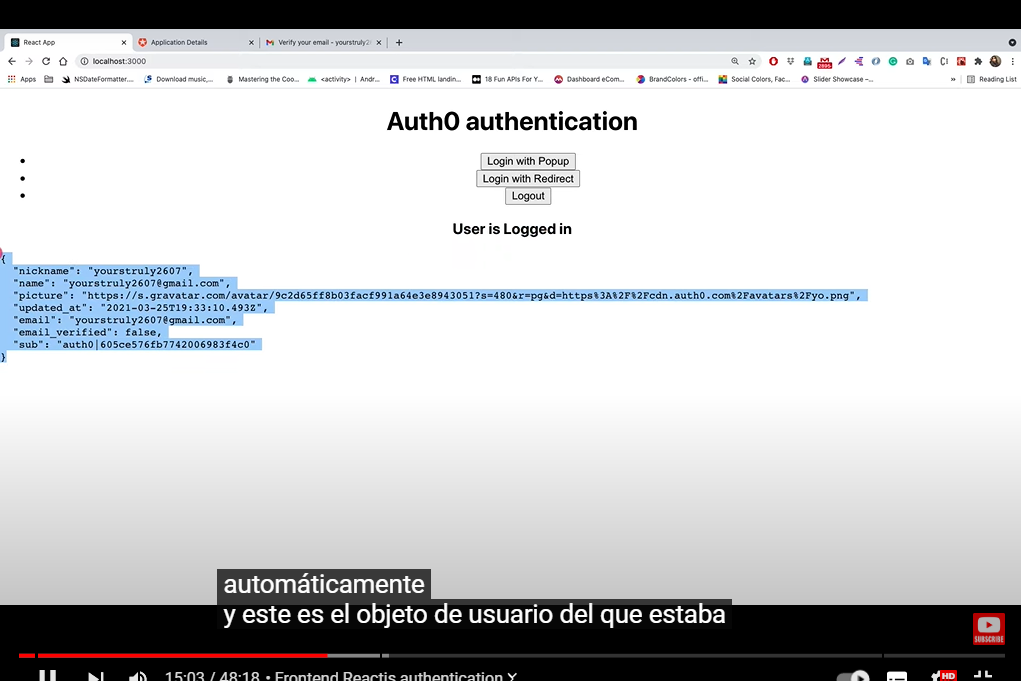 React App
Application Details
Verify your email - yourstruly2
localhost:3000
Apps
NSDateFormatter....
Download music,...
Mastering the Coo...
<activity> | Andr...
Free HTML landin...
18 Fun APIs For Y...
Dashboard eCom...
BrandColors - offi...
Social Colors, Fac...
Slider Showcase –...
»
Reading List
Auth0 authentication
Login with Popup
Login with Redirect
Logout
User is Logged in
{
"nickname": "yourstruly2607",
"name": "yourstruly2607@gmail.com",
"picture": "https://s.gravatar.com/avatar/9c2d65ff8b03facf991a64e3e8943051?s=480&r=pg&d=https%3A%2F%2Fcdn.auth0.com%2Favatars%2Fyo.png",
"updated_at": "2021-03-25T19:33:10.493Z",
"email": "yourstruly2607@gmail.com",
"email_verified": false,
"sub": "auth0|605ce576fb7742006983f4c0"
}
automáticamente
y este es el objeto de usuario del que estaba
SUBSCRIBE
15:03 / 48:18 • Frontend Reactjs authentication
HD